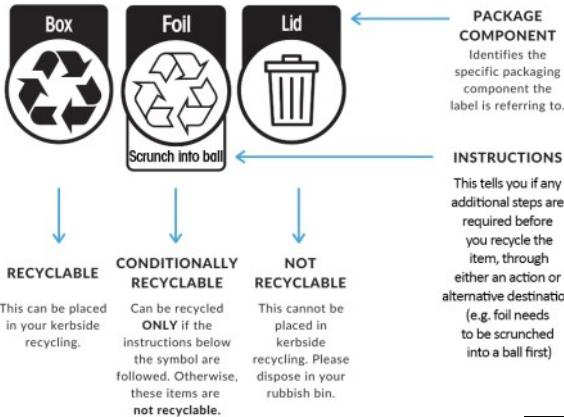 Box
Foil
Lid
Scrunch into ball
PACKAGE
COMPONENT
Identifies the
specific packaging
component the
label is referring to.
INSTRUCTIONS
This tells you if any
additional steps are
required before
you recycle the
item, through
either an action or
alternative destinatio
(e.g. foil needs
to be scrunched
into a ball first)
RECYCLABLE
This can be placed
in your kerbside
recycling.
CONDITIONALLY
RECYCLABLE
Can be recycled
ONLY if the
instructions below
the symbol are
followed. Otherwise,
these items are
not recyclable.
NOT
RECYCLABLE
This cannot be
placed in
kerbside
recycling. Please
dispose in your
rubbish bin.